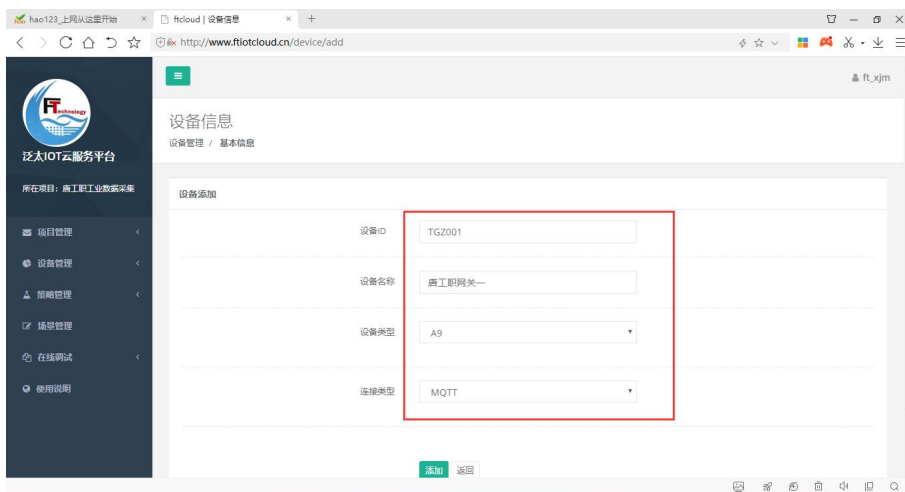 hao123_上网从这里开始
ftcloud | 设备信息
http://www.ftiotcloud.cn/device/add
ft_xjm
FTechnology
泛太IOT云服务平台
所在项目：唐工职工业数据采集
项目管理
设备管理
策略管理
场景管理
在线调试
使用说明
设备信息
设备管理 / 基本信息
设备添加
设备ID TGZ001
设备名称 唐工职网关一
设备类型 A9
连接类型 MQTT
添加 返回